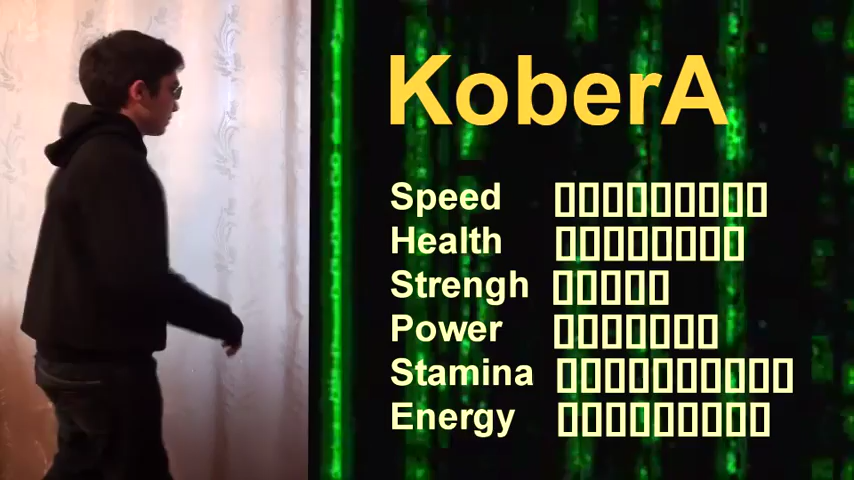 KoberA
Speed
Health
Strengh
Power
Stamina
Energy